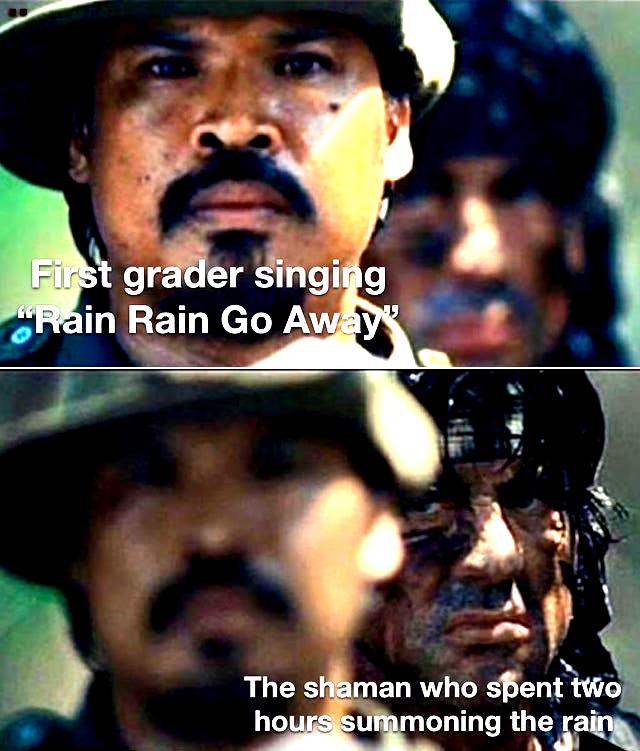 First grader singing
“Rain Rain Go Away”
The shaman who spent two
hours summoning the rain